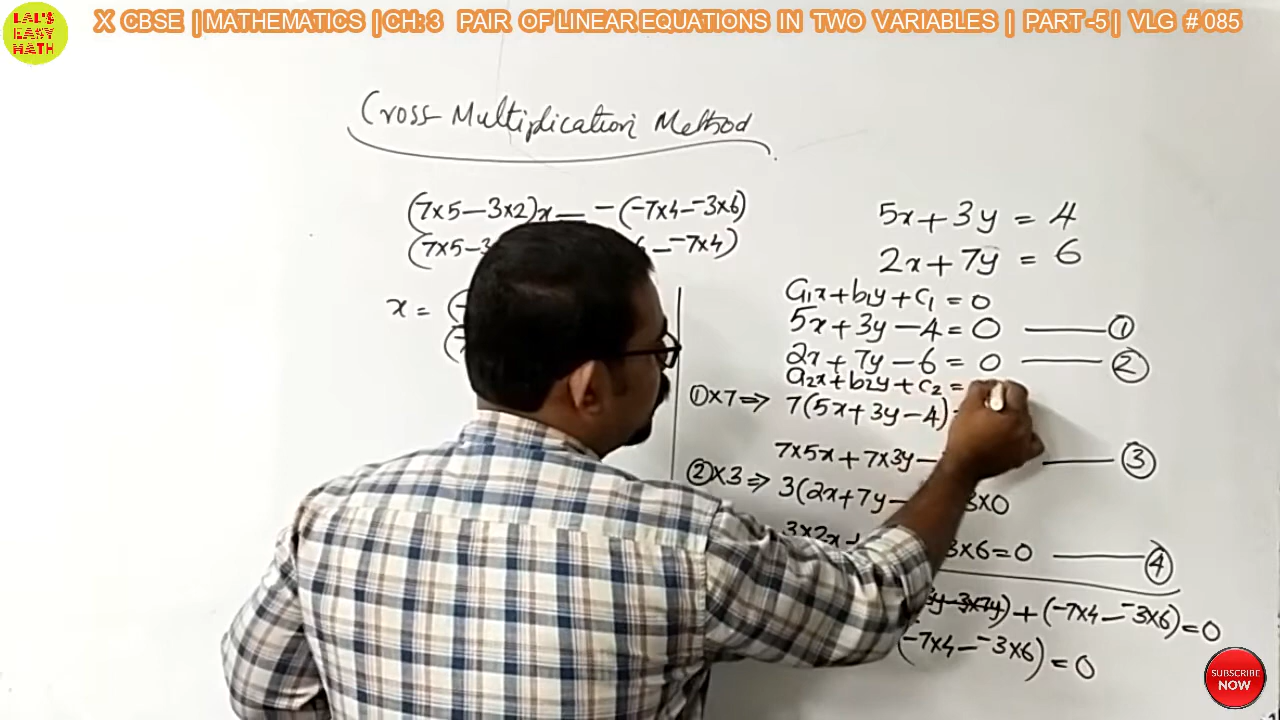 LAL'S EASY MATH
X CBSE | MATHEMATICS | CH: 3 PAIR OF LINEAR EQUATIONS IN TWO VARIABLES | PART -5 | VLG # 085
Cross Multiplication Method
(7x5-3x2)x = -(-7x4--3x6)
(7x5-3 -7x4)
x =
5x+3y = 4
2x+7y = 6
a₁x+b₁y+c₁=0
5x+3y-4=0 ①
2x+7y-6=0 ②
a₂x+b₂y+c₂=
①x7⇒ 7(5x+3y-4)
7x5x+7x3y- ③
②x3⇒ 3(2x+7y- 3x0
3x2x+ 3x6=0 ④
3y-3x7y)+(-7x4--3x6)=0
(-7x4--3x6)=0
SUBSCRIBE NOW